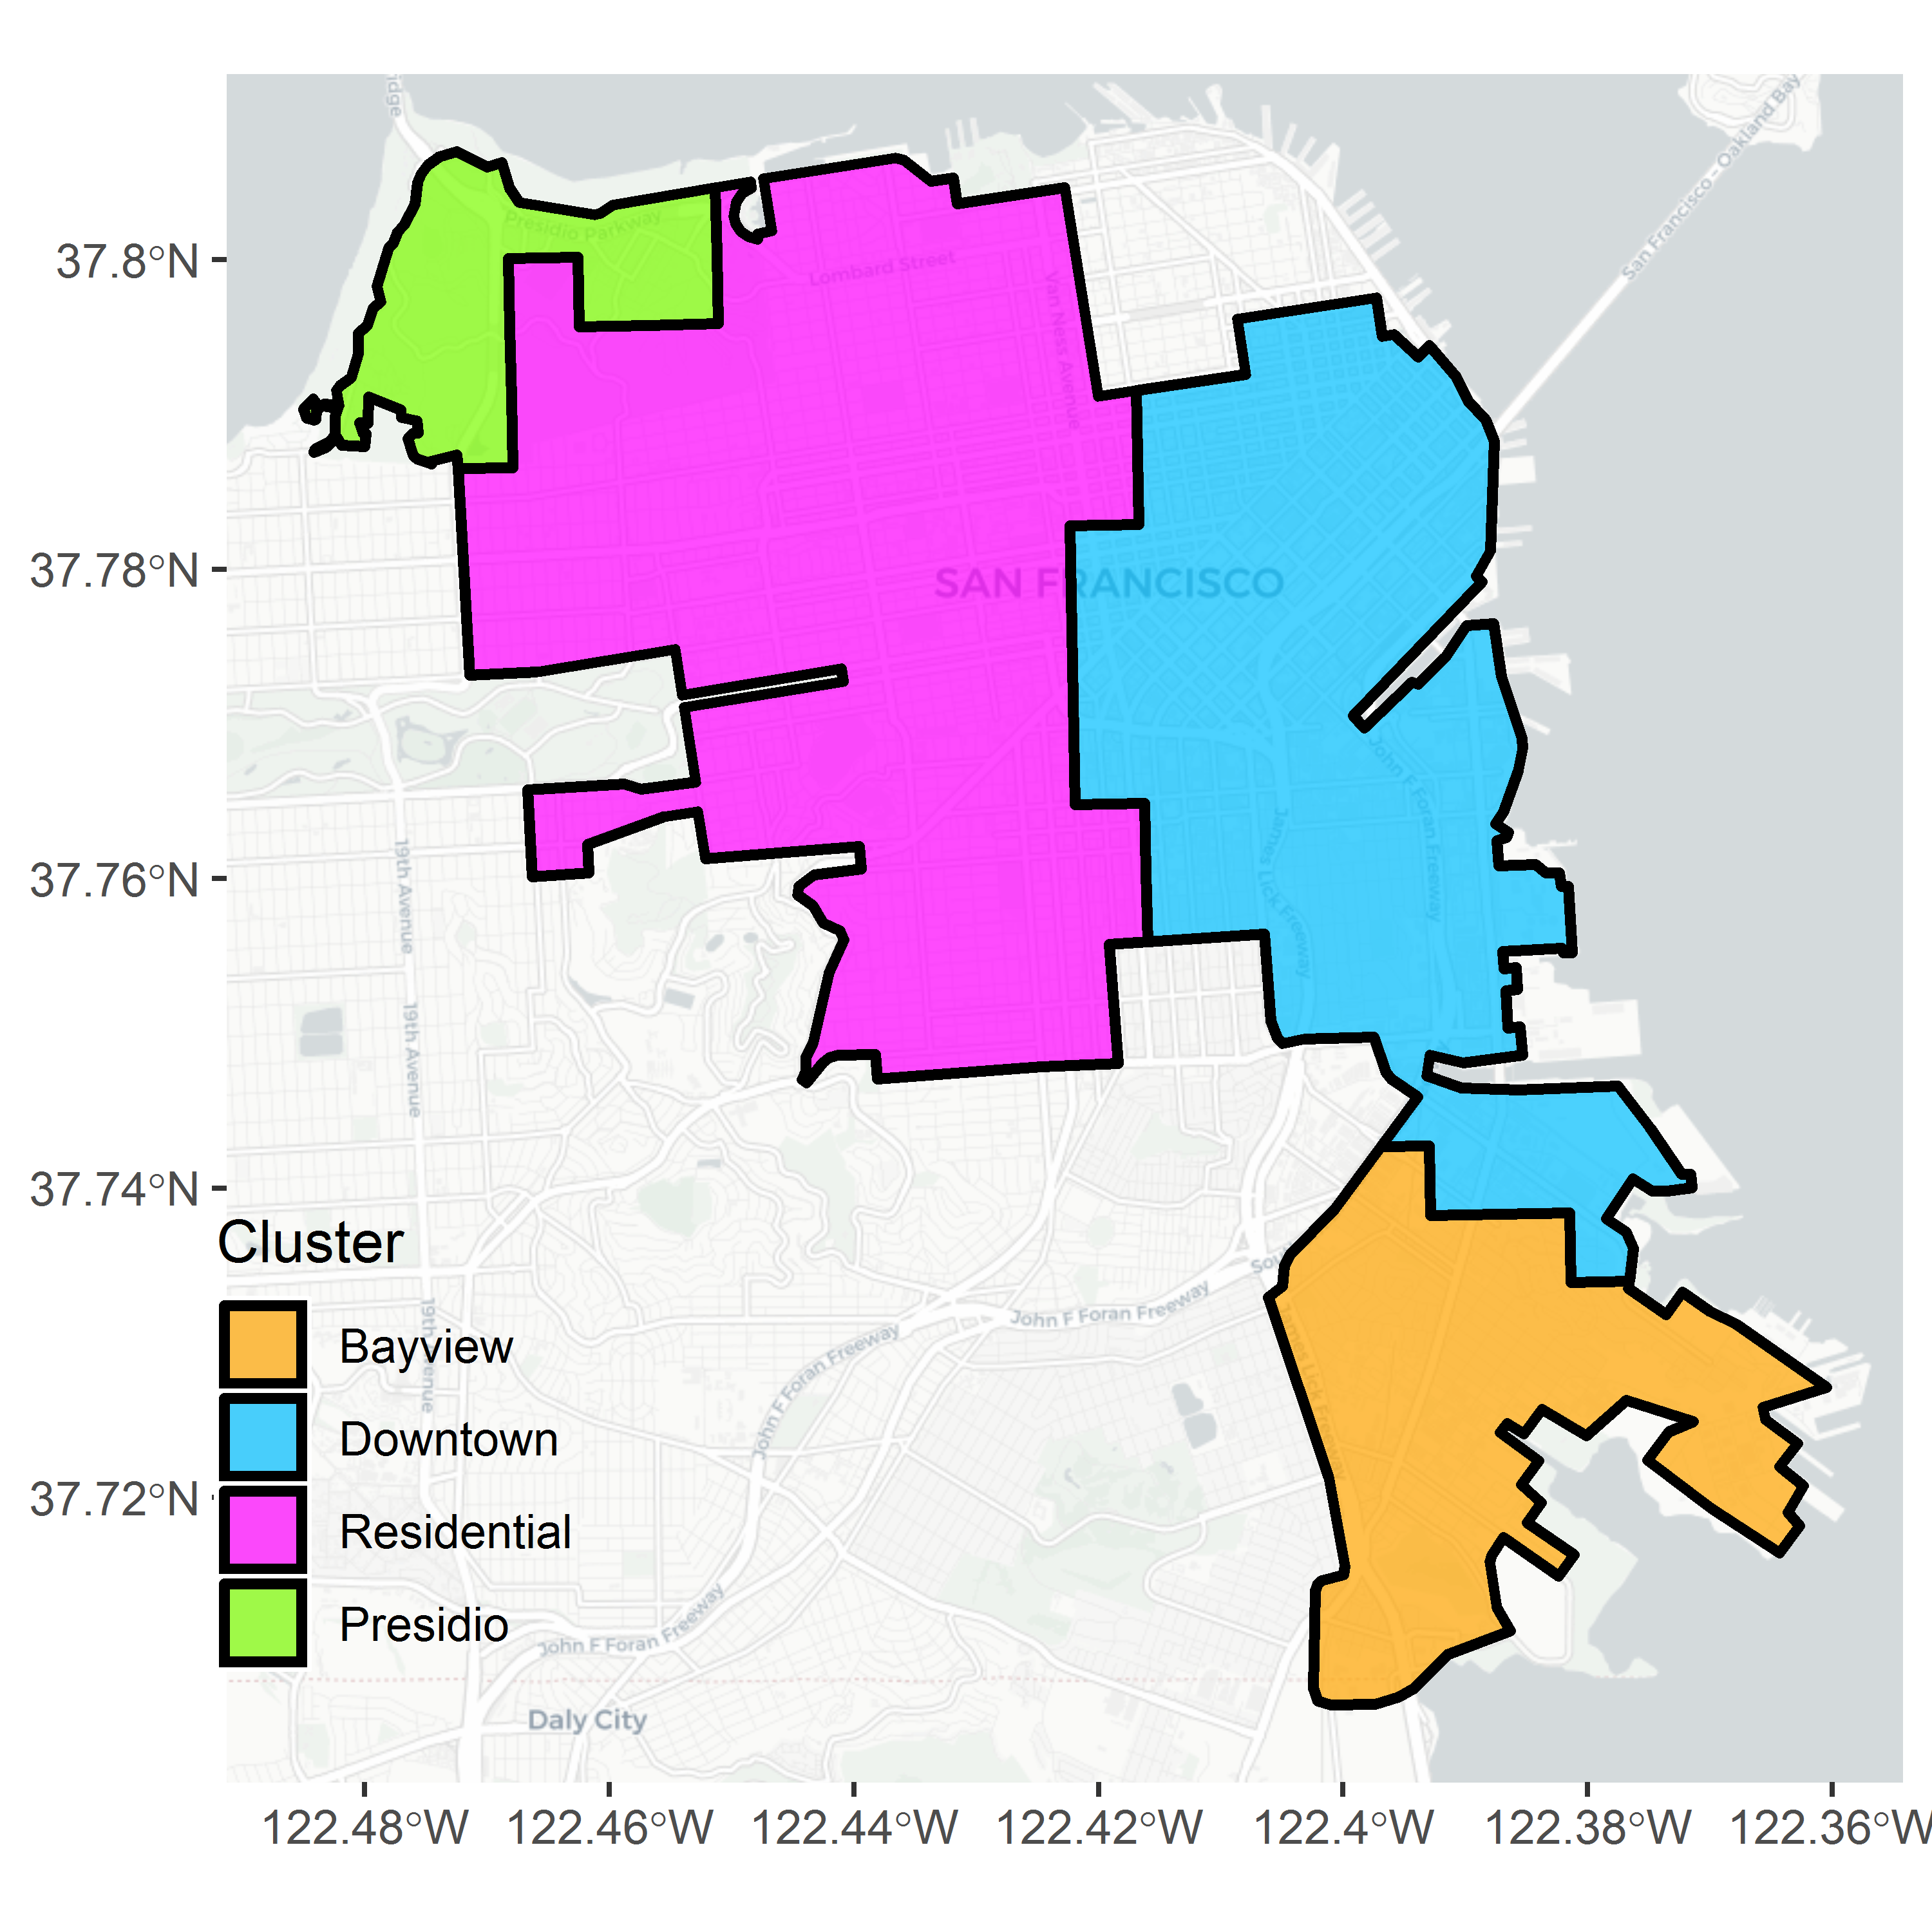 idge
San Francisco - Oakland Bay
Presidio Parkway
37.8°N
Lombard Street
Van Ness Avenue
37.78°N
SAN FRANCISCO
John F Foran Freeway
James Lick Freeway
37.76°N
19th Avenue
19th Avenue
37.74°N
Cluster
John F Foran Freeway
19th Avenue
Bayview
John F Foran Freeway
James Lick Freeway
Downtown
37.72°N
Residential
Presidio
John F Foran Freeway
Daly City
122.48°W 122.46°W 122.44°W 122.42°W 122.4°W 122.38°W 122.36°W